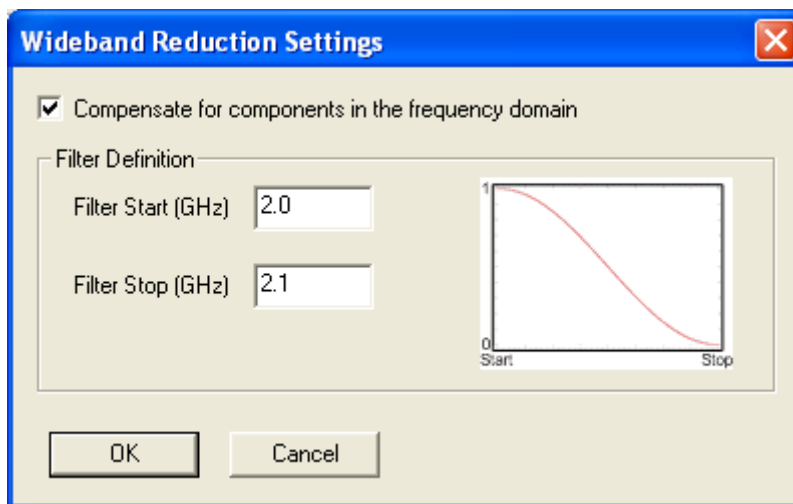 Wideband Reduction Settings
Compensate for components in the frequency domain
Filter Definition
Filter Start (GHz) 2.0
Filter Stop (GHz) 2.1
1
0
Start Stop
OK Cancel